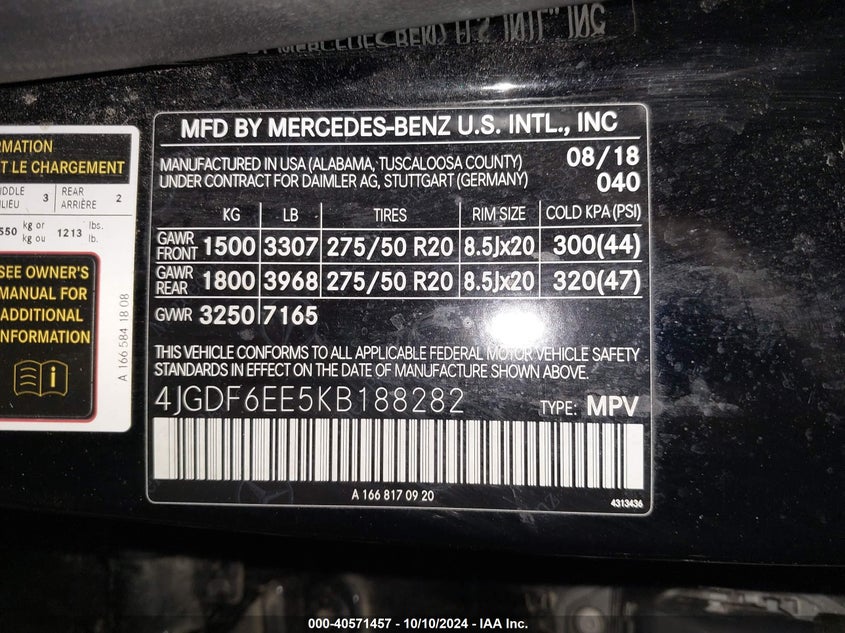 MFD BY MERCEDES-BENZ U.S. INTL., INC
MANUFACTURED IN USA (ALABAMA, TUSCALOOSA COUNTY) 08/18
UNDER CONTRACT FOR DAIMLER AG, STUTTGART (GERMANY) 040
KG LB TIRES RIM SIZE COLD KPA (PSI)
GAWR FRONT 1500 3307 275/50 R20 8.5Jx20 300(44)
GAWR REAR 1800 3968 275/50 R20 8.5Jx20 320(47)
GVWR 3250 7165
THIS VEHICLE CONFORMS TO ALL APPLICABLE FEDERAL MOTOR VEHICLE SAFETY
STANDARDS IN EFFECT ON THE DATE OF MANUFACTURE SHOWN ABOVE.
4JGDF6EE5KB188282 TYPE: MPV
A 166 817 09 20
4313436
RMATION
T LE CHARGEMENT
IDDLE 3 REAR 2
ILIEU ARRIÈRE
550 kg or 1213 lbs.
kg ou lb.
SEE OWNER'S
MANUAL FOR
ADDITIONAL
INFORMATION
A 166 584 18 08
000-40571457 - 10/10/2024 - IAA Inc.